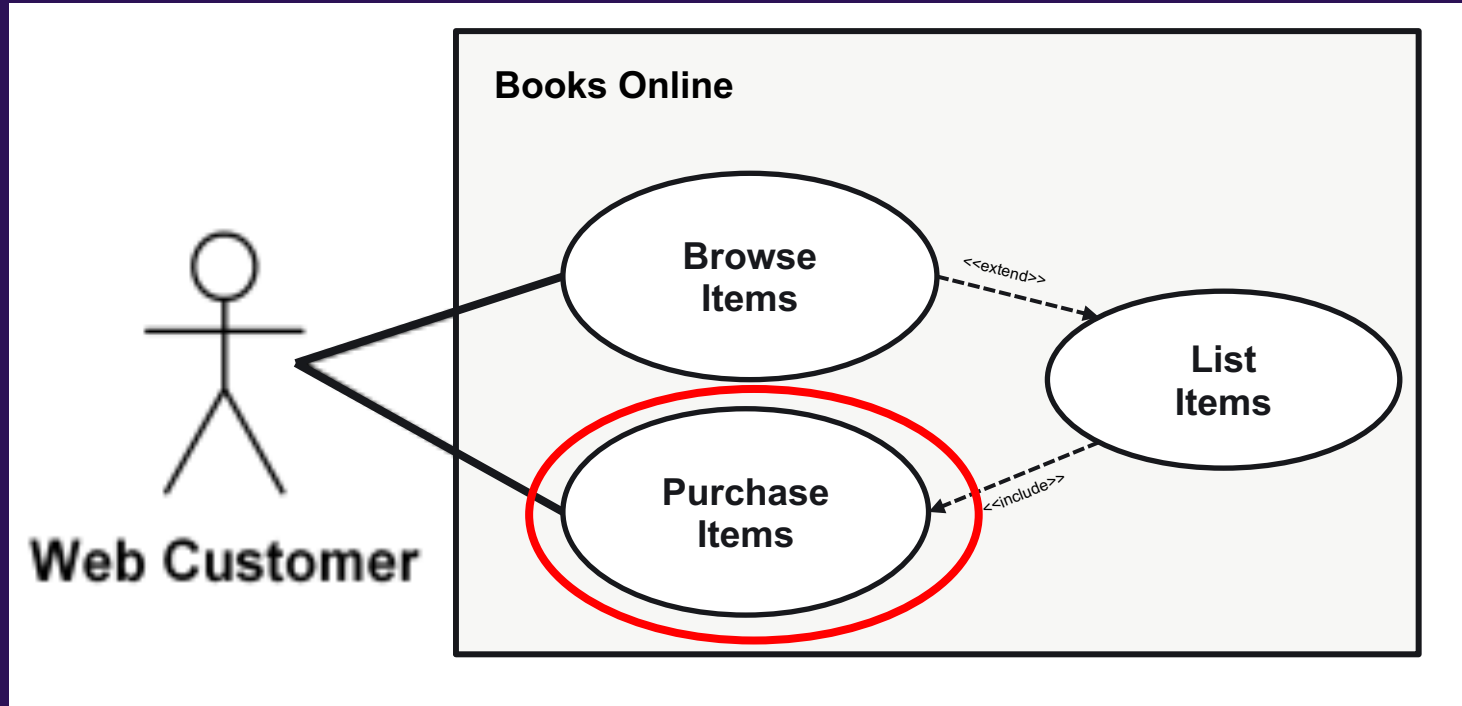 Books Online
Browse
Items
<<extend>>
List
Items
Purchase
Items
<<include>>
Web Customer